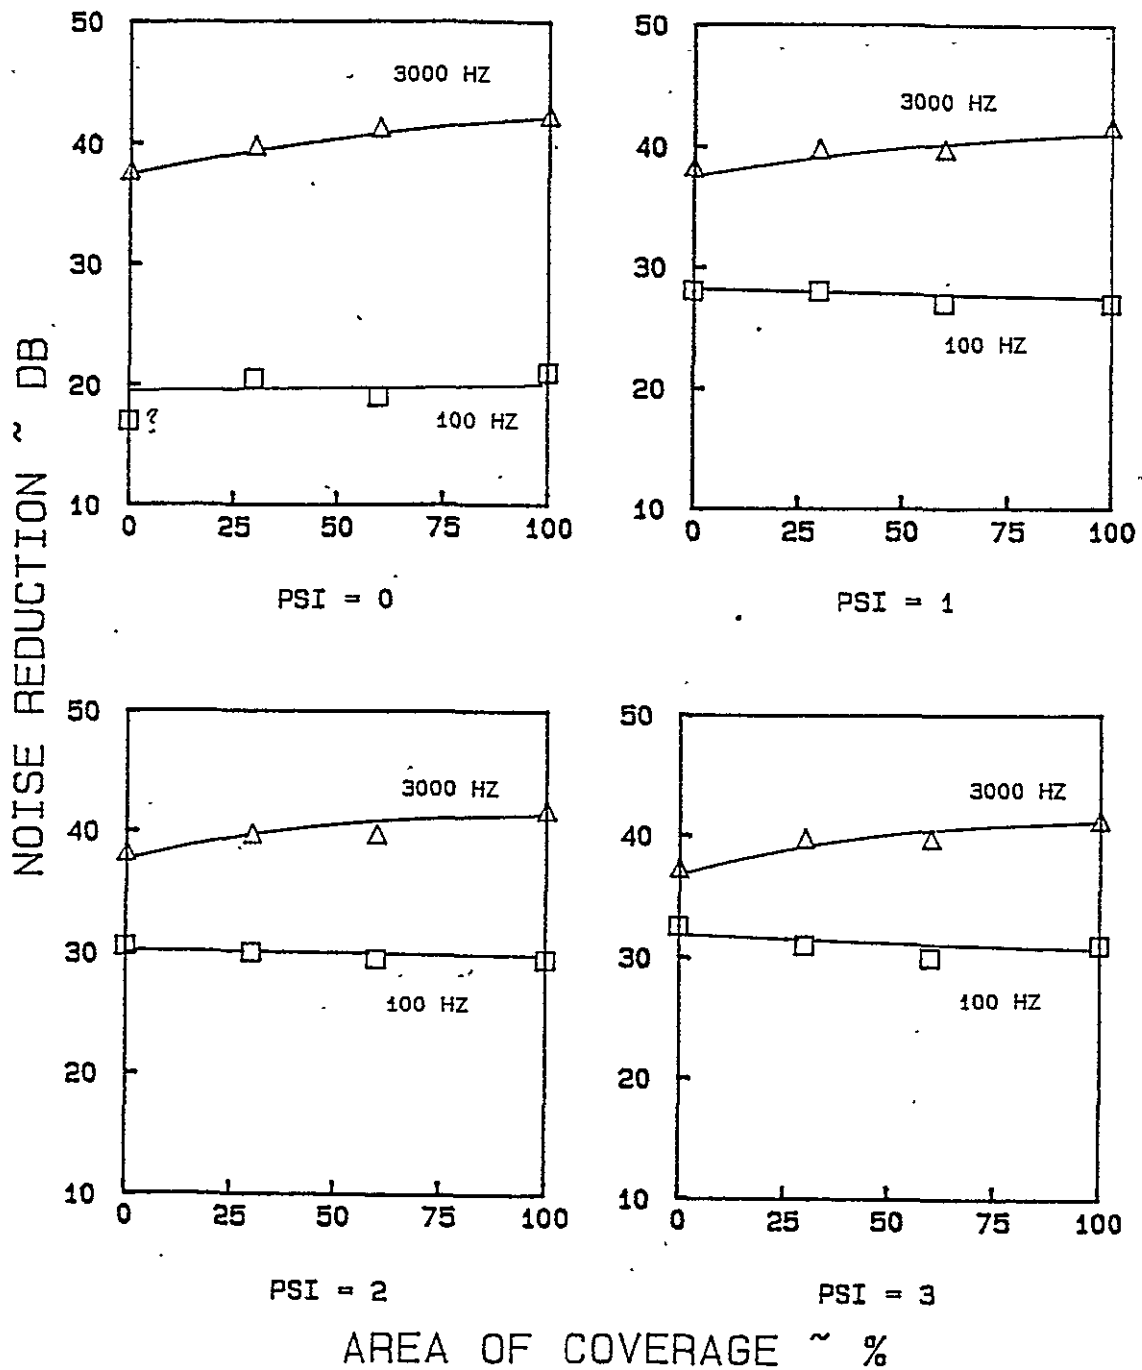 NOISE REDUCTION ~ DB
50
40
30
20
10
3000 HZ
?
100 HZ
0 25 50 75 100
PSI = 0
50
40
30
20
10
3000 HZ
100 HZ
0 25 50 75 100
PSI = 1
50
40
30
20
10
3000 HZ
100 HZ
0 25 50 75 100
PSI = 2
50
40
30
20
10
3000 HZ
100 HZ
0 25 50 75 100
PSI = 3
AREA OF COVERAGE ~ %